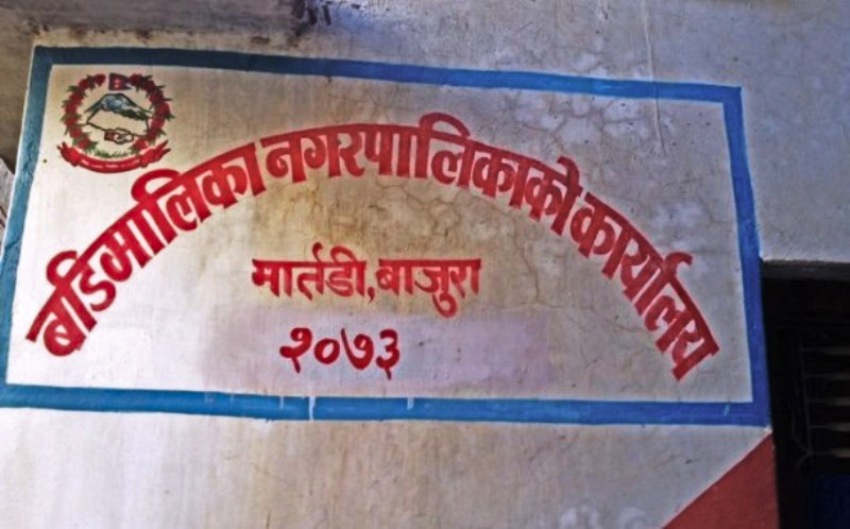 बडिमालिका नगरपालिकाको कार्यालय
मार्तडी, बाजुरा
२०७३